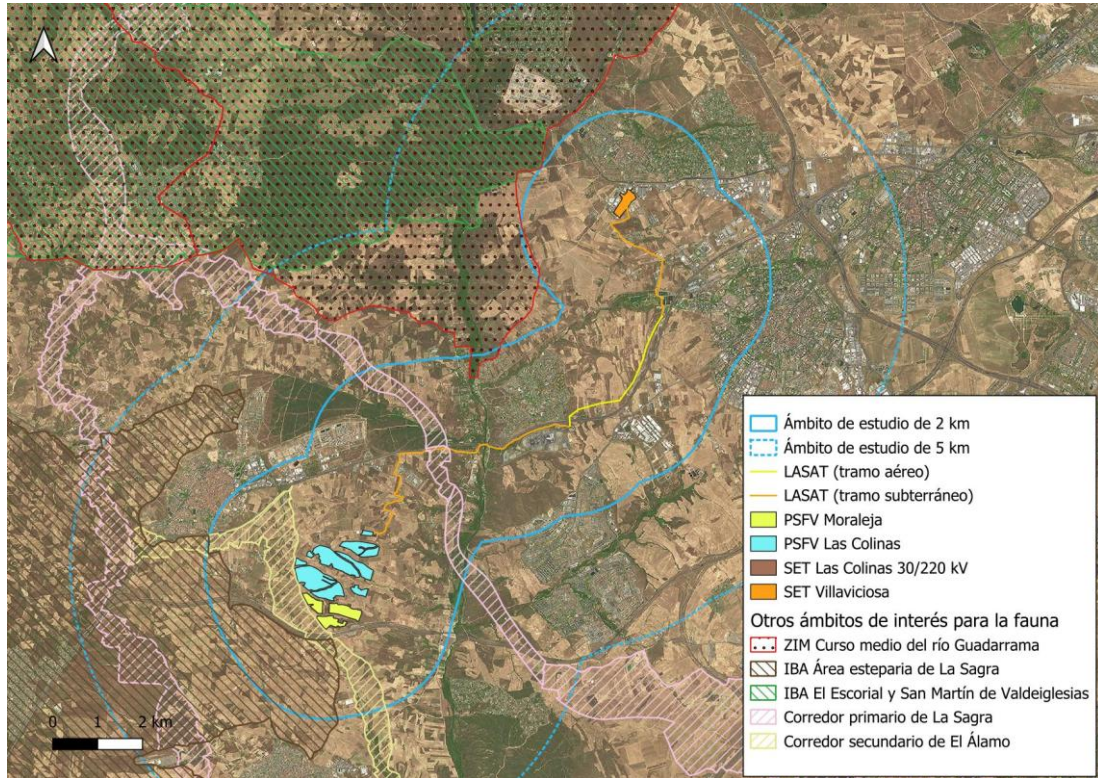 Ámbito de estudio de 2 km
Ámbito de estudio de 5 km
LASAT (tramo aéreo)
LASAT (tramo subterráneo)
PSFV Moraleja
PSFV Las Colinas
SET Las Colinas 30/220 kV
SET Villaviciosa
Otros ámbitos de interés para la fauna
ZIM Curso medio del río Guadarrama
IBA Área esteparia de La Sagra
IBA El Escorial y San Martín de Valdeiglesias
Corredor primario de La Sagra
Corredor secundario de El Álamo
0 1 2 km